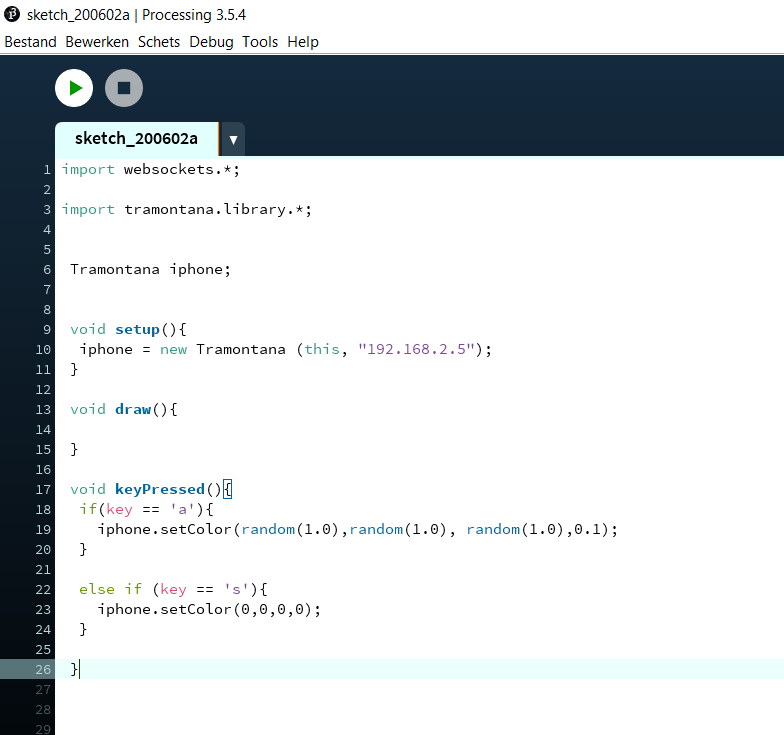 sketch_200602a | Processing 3.5.4
Bestand Bewerken Schets Debug Tools Help
sketch_200602a ▼
1 import websockets.*;
2
3 import tramontana.library.*;
4
5
6 Tramontana iphone;
7
8
9 void setup(){
10 iphone = new Tramontana (this, "192.168.2.5");
11 }
12
13 void draw(){
14
15 }
16
17 void keyPressed(){
18 if(key == 'a'){
19 iphone.setColor(random(1.0),random(1.0), random(1.0),0.1);
20 }
21
22 else if (key == 's'){
23 iphone.setColor(0,0,0,0);
24 }
25
26 }
27
28
29